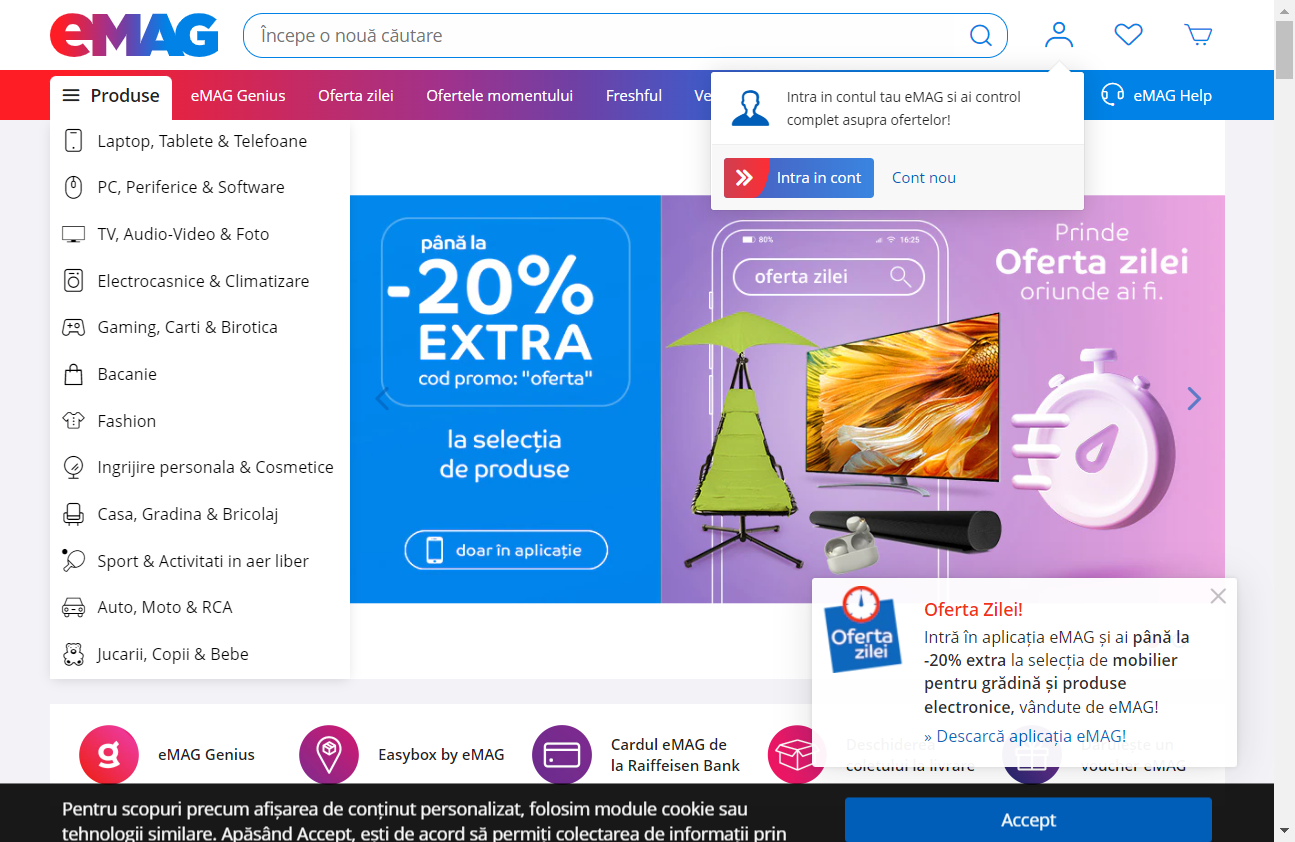 eMAG
Începe o nouă căutare
Produse
eMAG Genius
Oferta zilei
Ofertele momentului
Freshful
Ve
eMAG Help
Intra in contul tau eMAG si ai control
complet asupra ofertelor!
Intra in cont
Cont nou
Laptop, Tablete & Telefoane
PC, Periferice & Software
TV, Audio-Video & Foto
Electrocasnice & Climatizare
Gaming, Carti & Birotica
Bacanie
Fashion
Ingrijire personala & Cosmetice
Casa, Gradina & Bricolaj
Sport & Activitati in aer liber
Auto, Moto & RCA
Jucarii, Copii & Bebe
până la
-20%
EXTRA
cod promo: "oferta"
la selecția
de produse
doar în aplicație
80%
16:25
oferta zilei
Prinde
Oferta zilei
oriunde ai fi.
Oferta
zilei
Oferta Zilei!
Intră în aplicația eMAG și ai până la
-20% extra la selecția de mobilier
pentru grădină și produse
electronice, vândute de eMAG!
» Descarcă aplicația eMAG!
g
eMAG Genius
Easybox by eMAG
Cardul eMAG de
la Raiffeisen Bank
Deschiderea
coletului la livrare
Daruieste un
voucher eMAG
Pentru scopuri precum afișarea de conținut personalizat, folosim module cookie sau
tehnologii similare. Apăsând Accept, ești de acord să permiți colectarea de informații prin
Accept